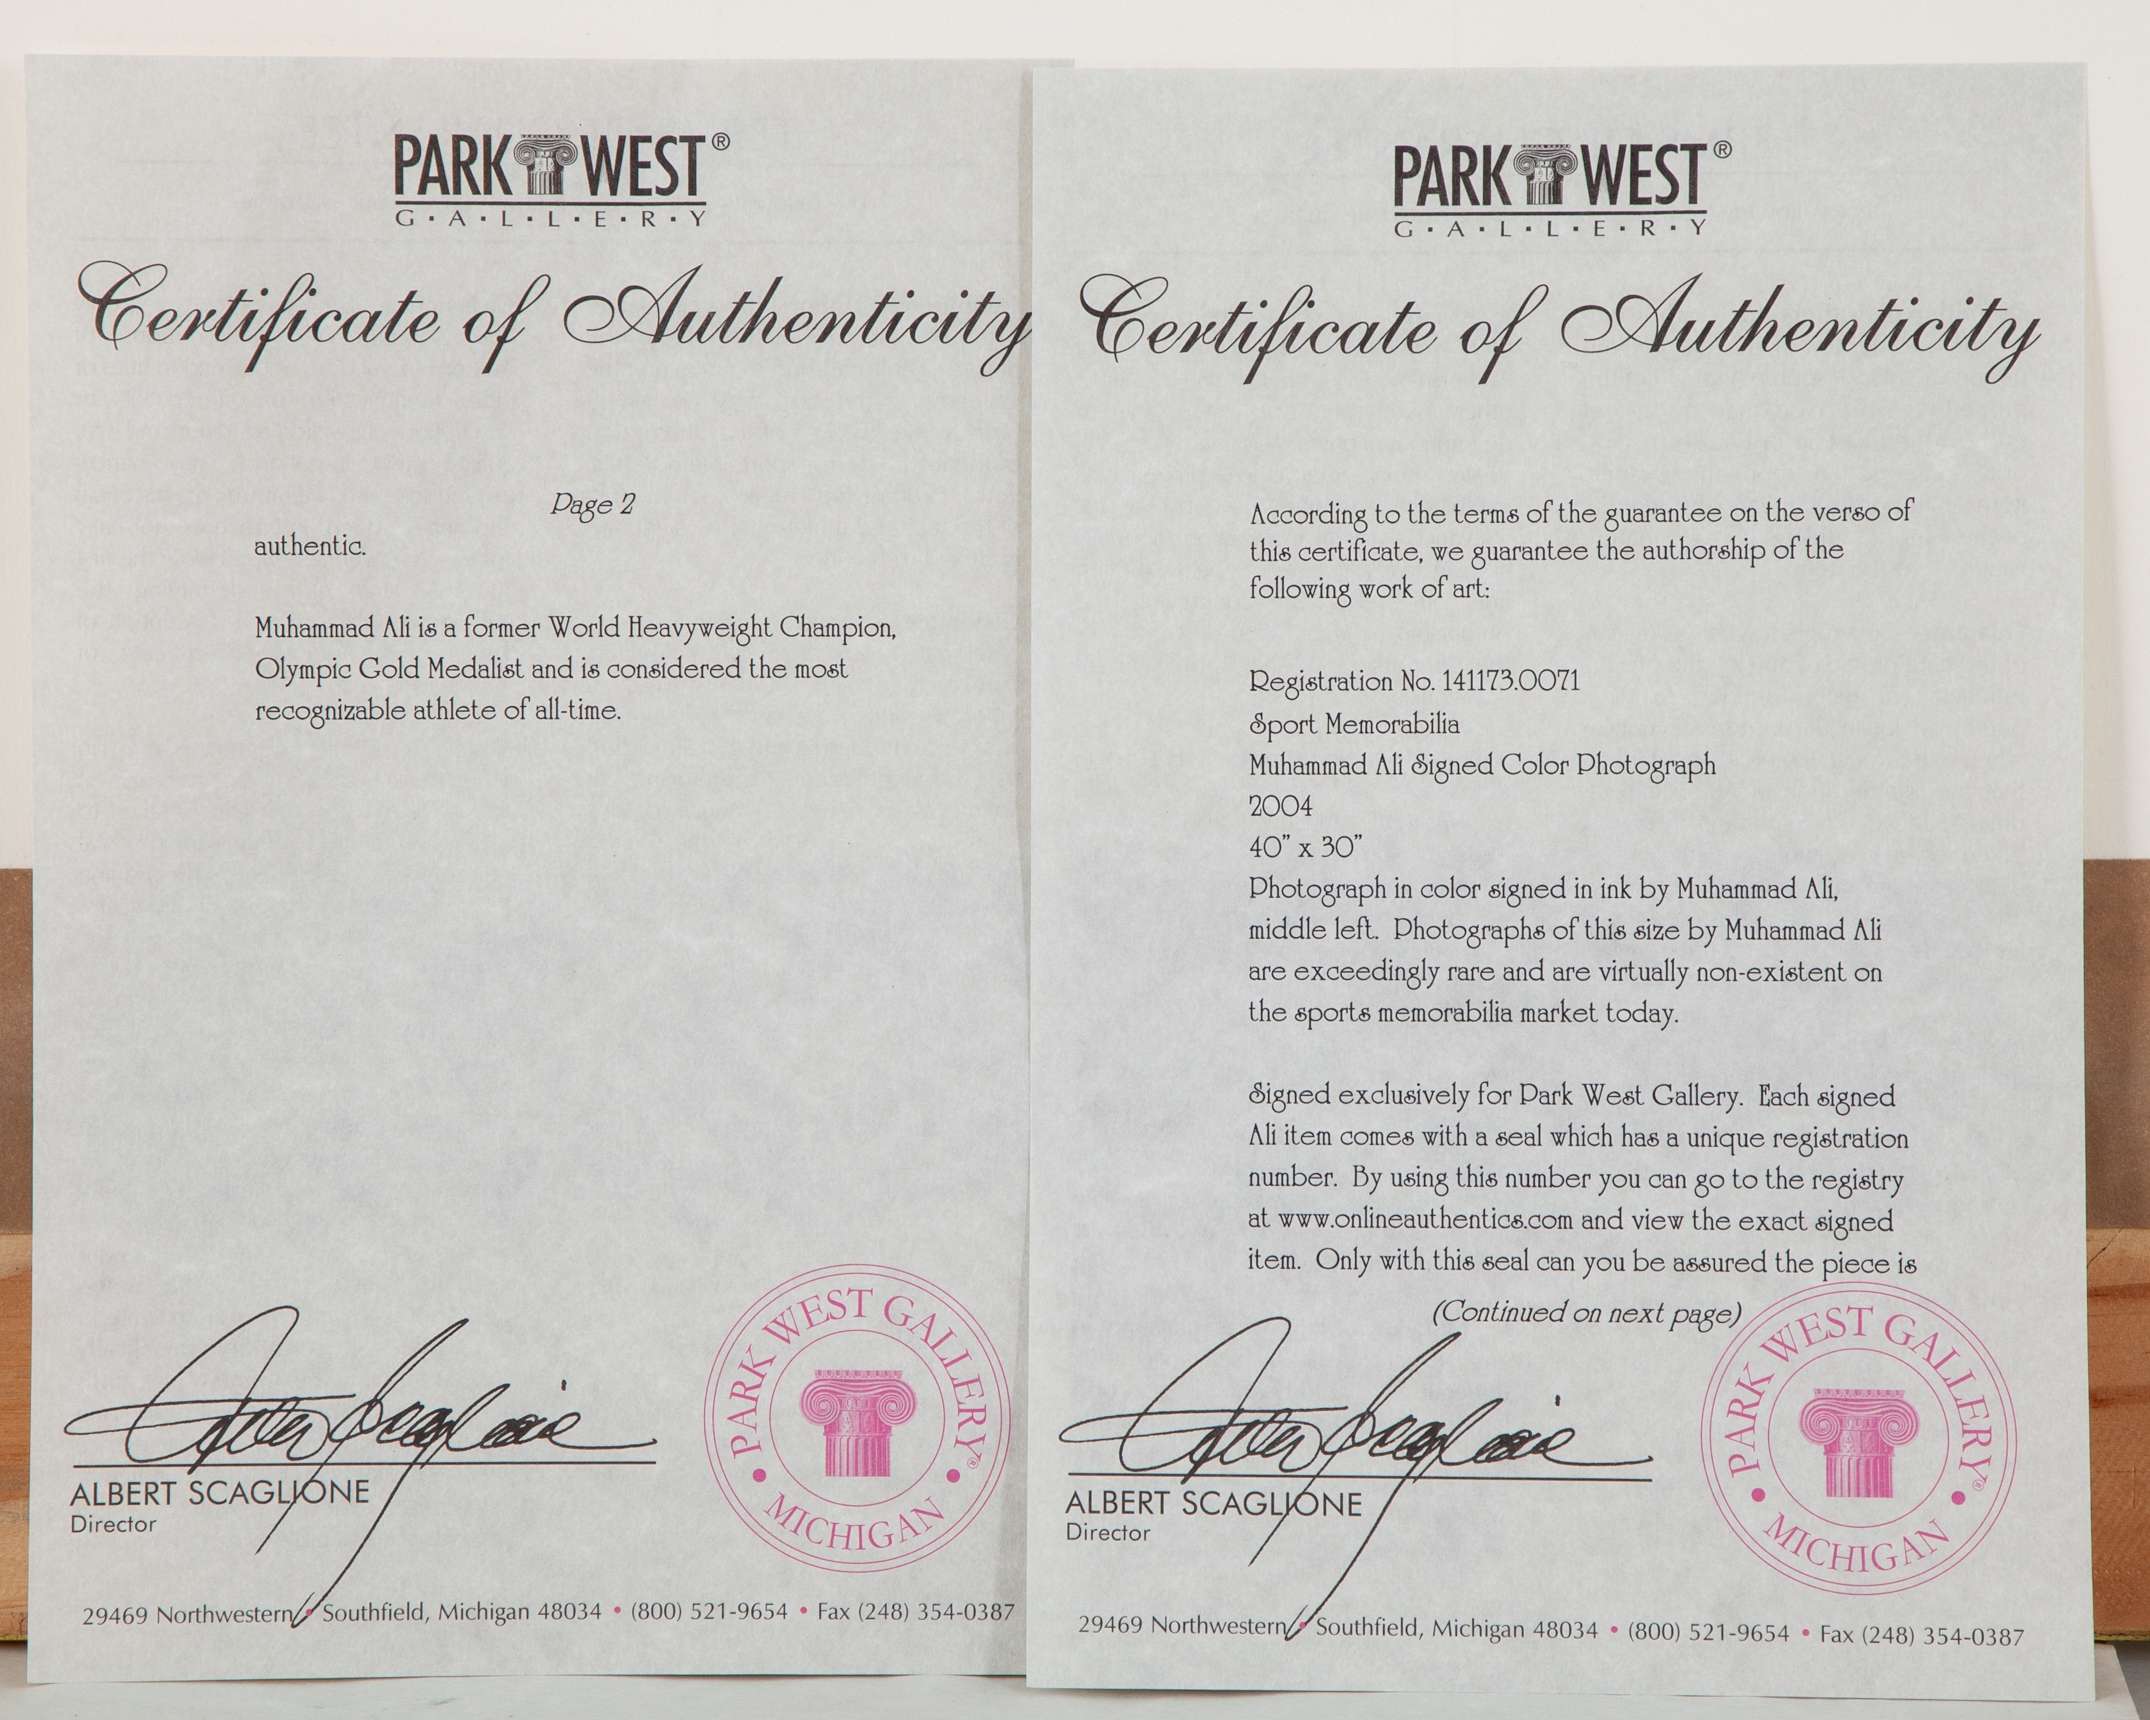 PARK WEST®
G·A·L·L·E·R·Y
Certificate of Authenticity
Page 2
authentic.
Muhammad Ali is a former World Heavyweight Champion,
Olympic Gold Medalist and is considered the most
recognizable athlete of all-time.
ALBERT SCAGLIONE
Director
PARK WEST GALLERY®
• MICHIGAN •
29469 Northwestern • Southfield, Michigan 48034 • (800) 521-9654 • Fax (248) 354-0387
PARK WEST®
G·A·L·L·E·R·Y
Certificate of Authenticity
According to the terms of the guarantee on the verso of
this certificate, we guarantee the authorship of the
following work of art:
Registration No. 141173.0071
Sport Memorabilia
Muhammad Ali Signed Color Photograph
2004
40" x 30"
Photograph in color signed in ink by Muhammad Ali,
middle left. Photographs of this size by Muhammad Ali
are exceedingly rare and are virtually non-existent on
the sports memorabilia market today.
Signed exclusively for Park West Gallery. Each signed
Ali item comes with a seal which has a unique registration
number. By using this number you can go to the registry
at www.onlineauthentics.com and view the exact signed
item. Only with this seal can you be assured the piece is
(Continued on next page)
ALBERT SCAGLIONE
Director
PARK WEST GALLERY®
• MICHIGAN •
29469 Northwestern • Southfield, Michigan 48034 • (800) 521-9654 • Fax (248) 354-0387